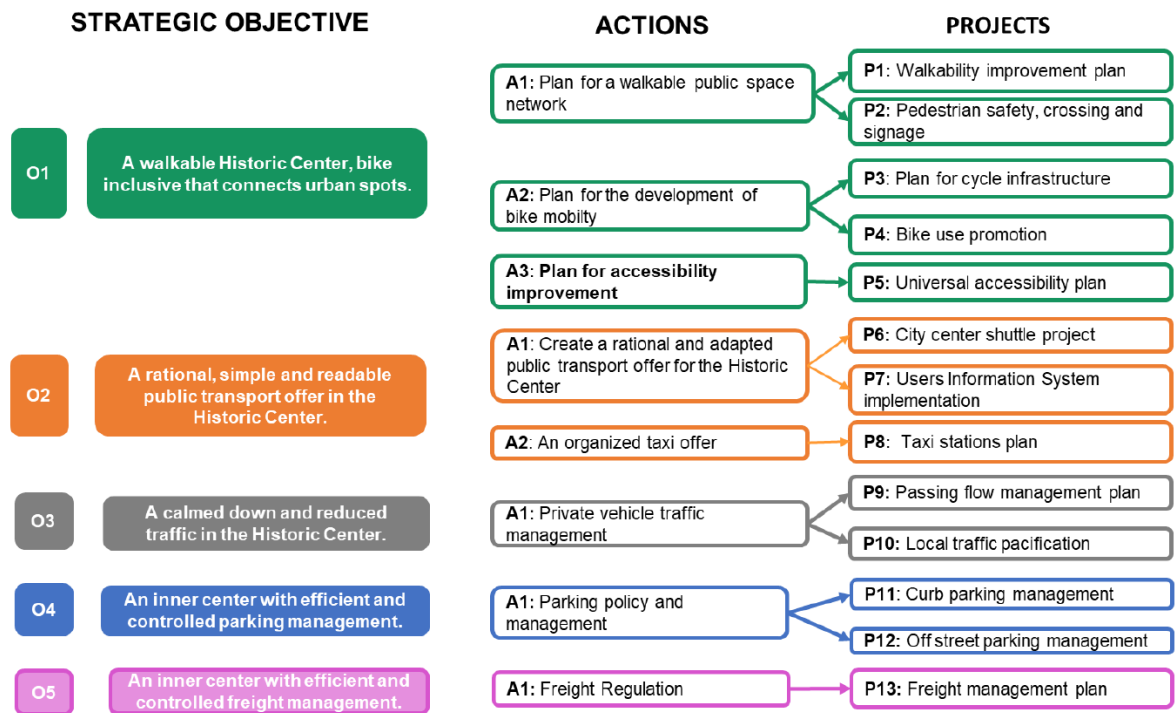 STRATEGIC OBJECTIVE
ACTIONS
PROJECTS
O1
A walkable Historic Center, bike
inclusive that connects urban spots.
A1: Plan for a walkable public space
network
P1: Walkability improvement plan
P2: Pedestrian safety, crossing and
signage
A2: Plan for the development of
bike mobilty
P3: Plan for cycle infrastructure
P4: Bike use promotion
A3: Plan for accessibility
improvement
P5: Universal accessibility plan
O2
A rational, simple and readable
public transport offer in the
Historic Center.
A1: Create a rational and adapted
public transport offer for the Historic
Center
P6: City center shuttle project
P7: Users Information System
implementation
A2: An organized taxi offer
P8: Taxi stations plan
O3
A calmed down and reduced
traffic in the Historic Center.
A1: Private vehicle traffic
management
P9: Passing flow management plan
P10: Local traffic pacification
O4
An inner center with efficient and
controlled parking management.
A1: Parking policy and
management
P11: Curb parking management
P12: Off street parking management
O5
An inner center with efficient and
controlled freight management.
A1: Freight Regulation
P13: Freight management plan